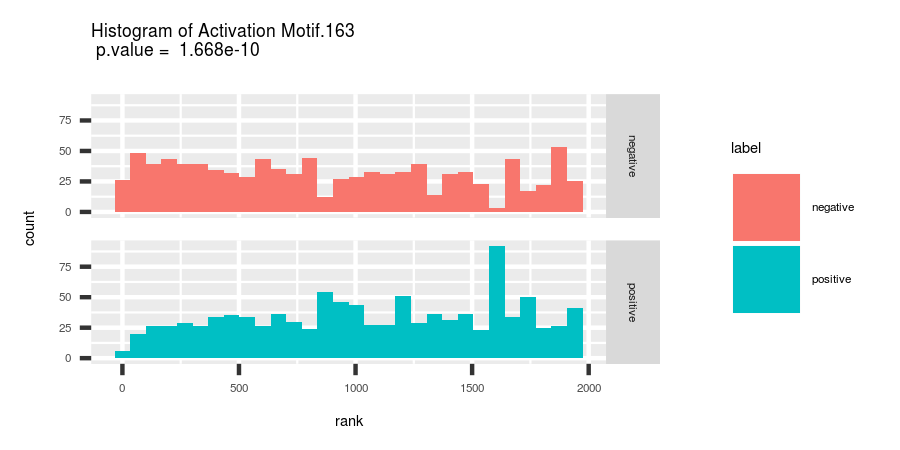 Histogram of Activation Motif.163
p.value = 1.668e-10
count
75
50
25
0
negative
75
50
25
0
positive
0 500 1000 1500 2000
rank
label
negative
positive